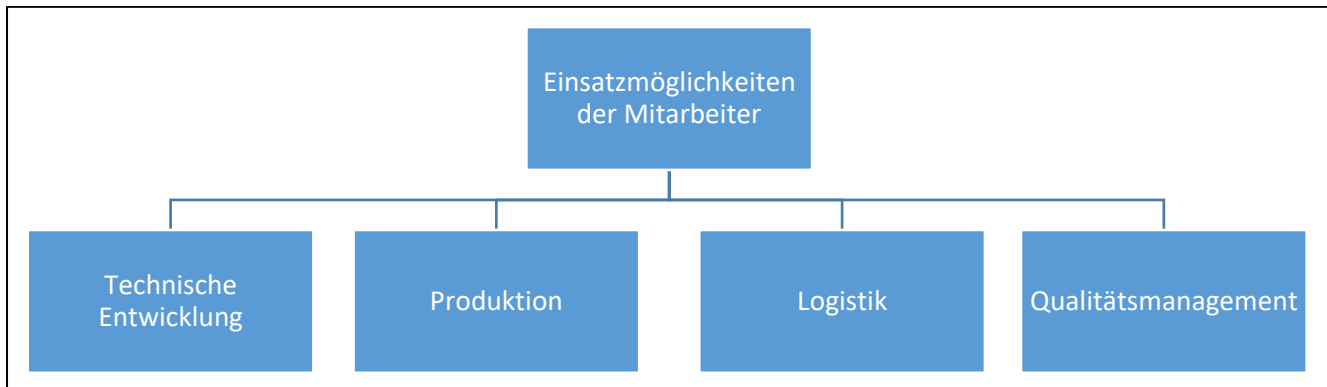 Einsatzmöglichkeiten
der Mitarbeiter
Technische
Entwicklung
Produktion
Logistik
Qualitätsmanagement